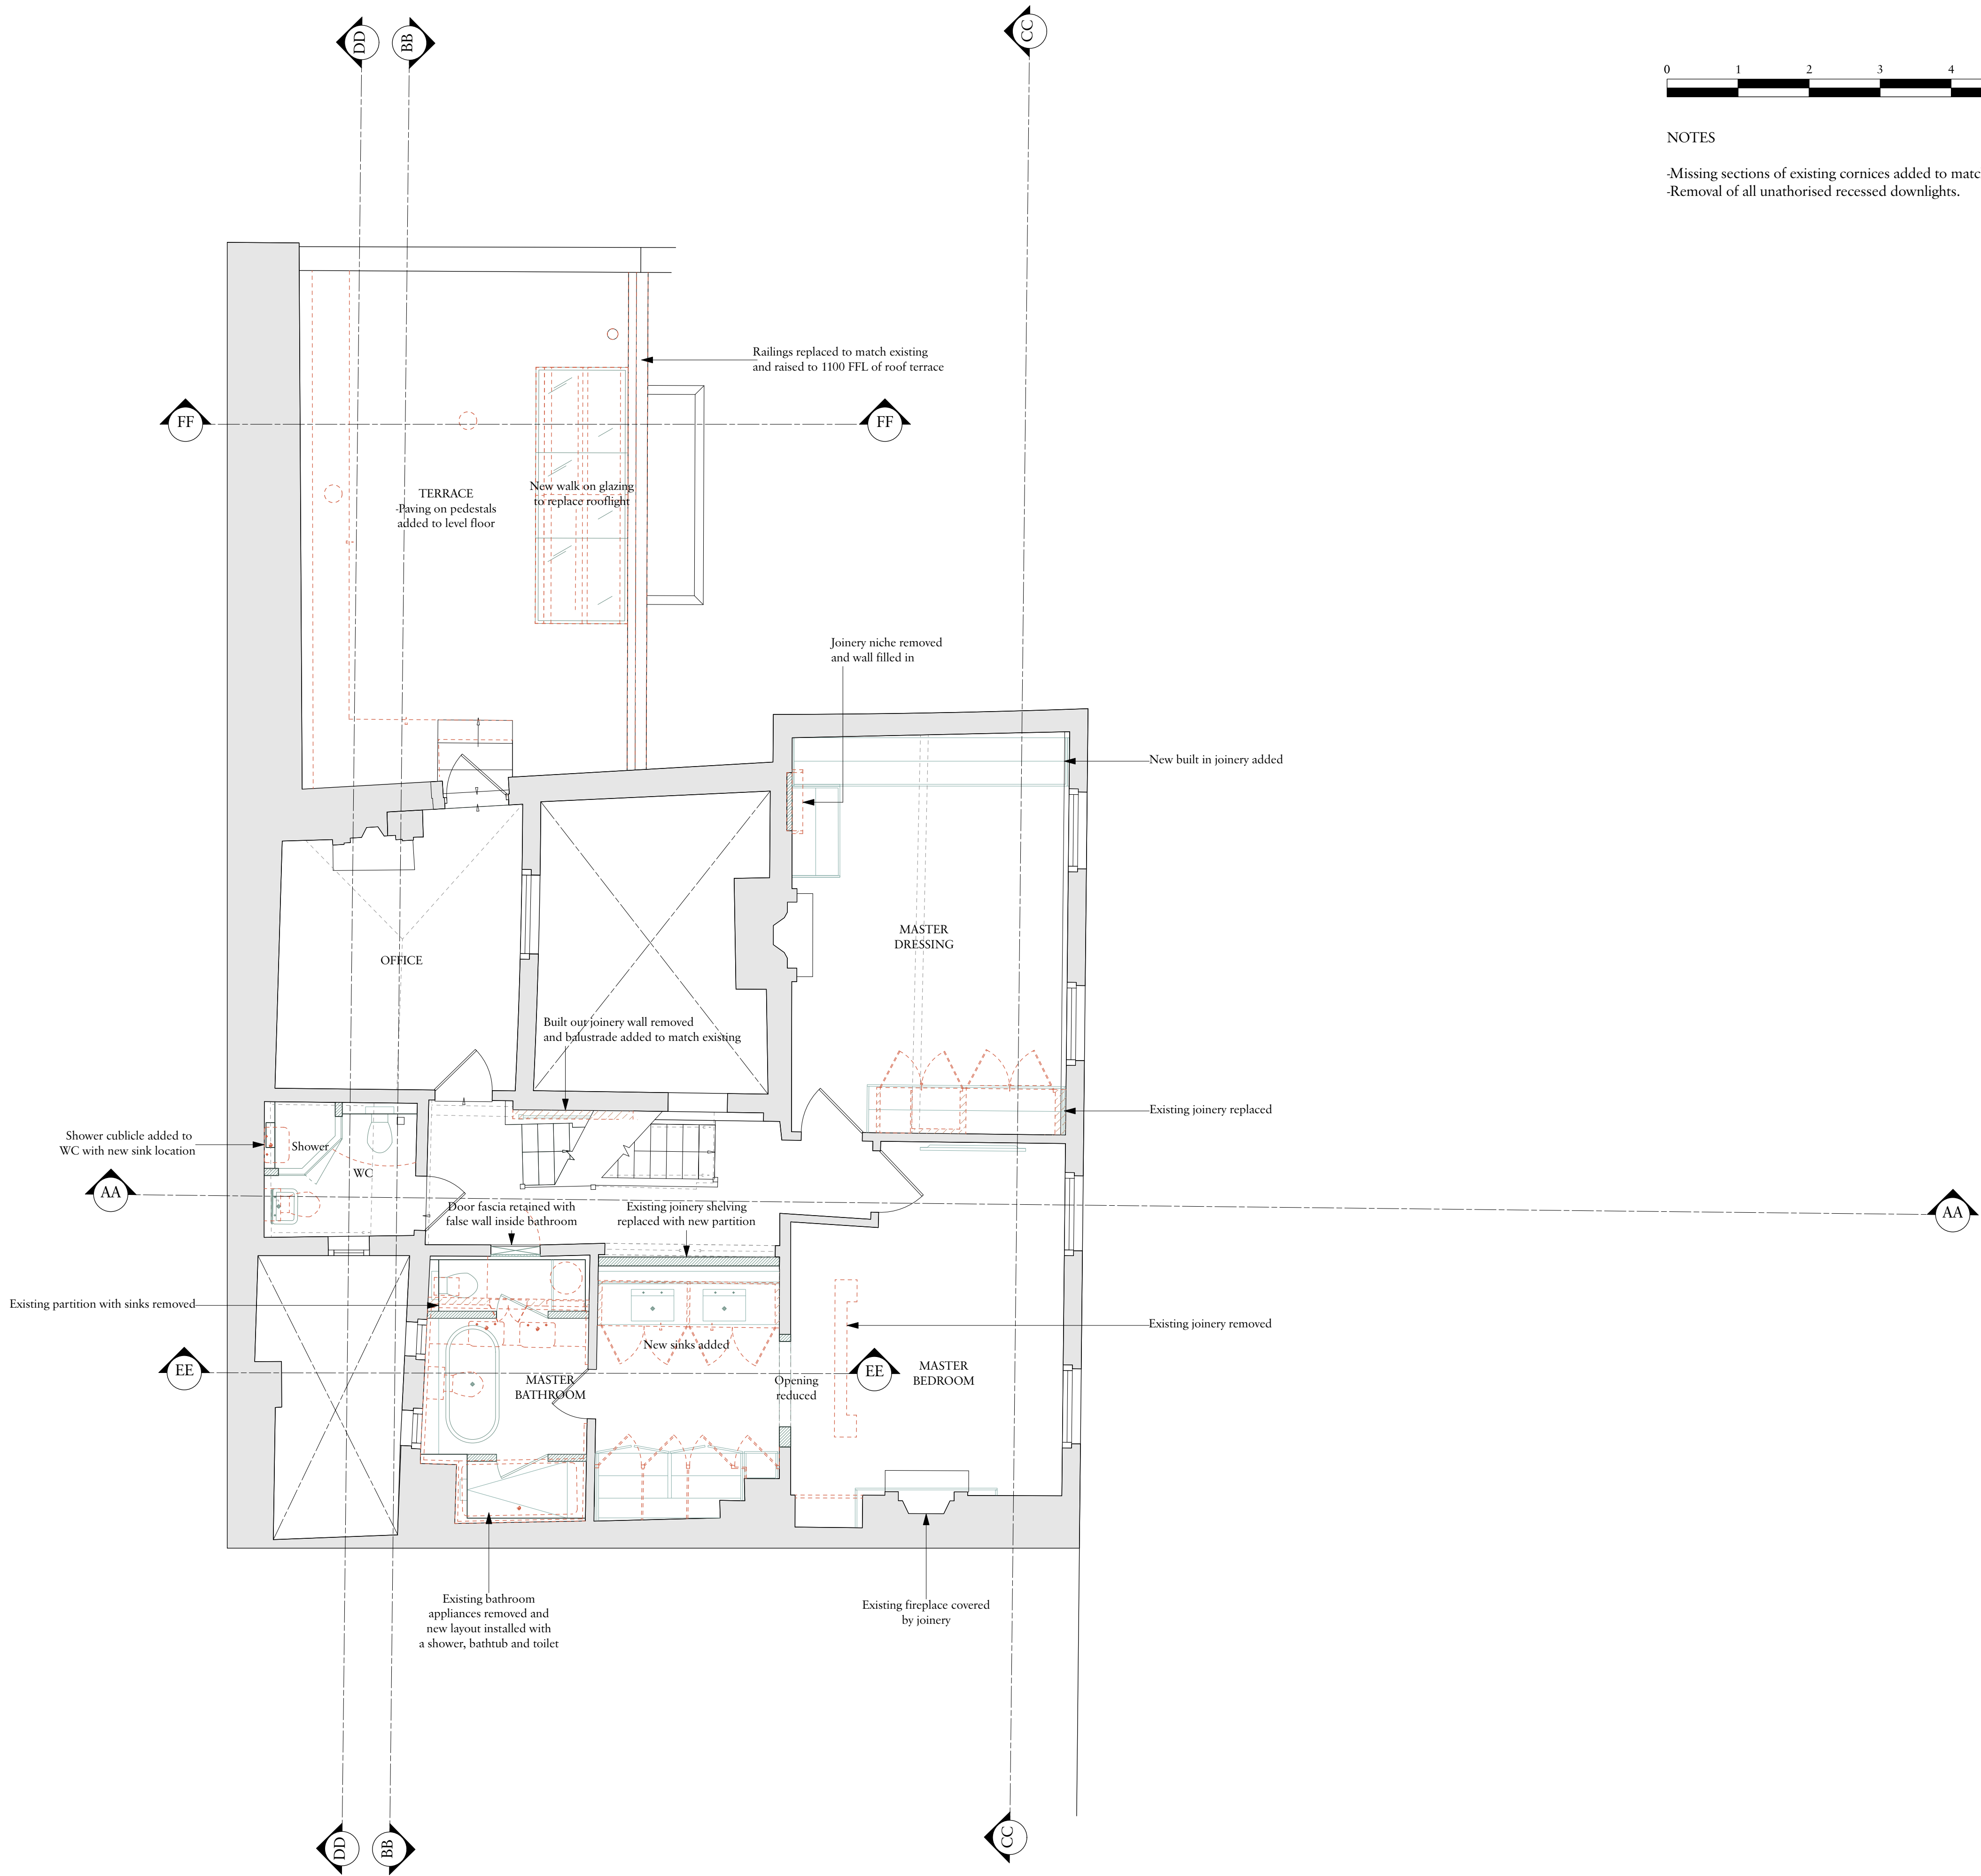 DD
BB
CC
0 1 2 3 4
NOTES
-Missing sections of existing cornices added to matc
-Removal of all unathorised recessed downlights.
Railings replaced to match existing
and raised to 1100 FFL of roof terrace
FF
FF
New walk on glazing
to replace rooflight
TERRACE
-Paving on pedestals
added to level floor
Joinery niche removed
and wall filled in
New built in joinery added
MASTER
DRESSING
OFFICE
Built out joinery wall removed
and balustrade added to match existing
Existing joinery replaced
Shower cublicle added to
WC with new sink location
Shower
WC
AA
AA
Door fascia retained with
false wall inside bathroom
Existing joinery shelving
replaced with new partition
Existing partition with sinks removed
Existing joinery removed
New sinks added
EE
EE
MASTER
BATHROOM
Opening
reduced
MASTER
BEDROOM
Existing bathroom
appliances removed and
new layout installed with
a shower, bathtub and toilet
Existing fireplace covered
by joinery
DD
BB
CC